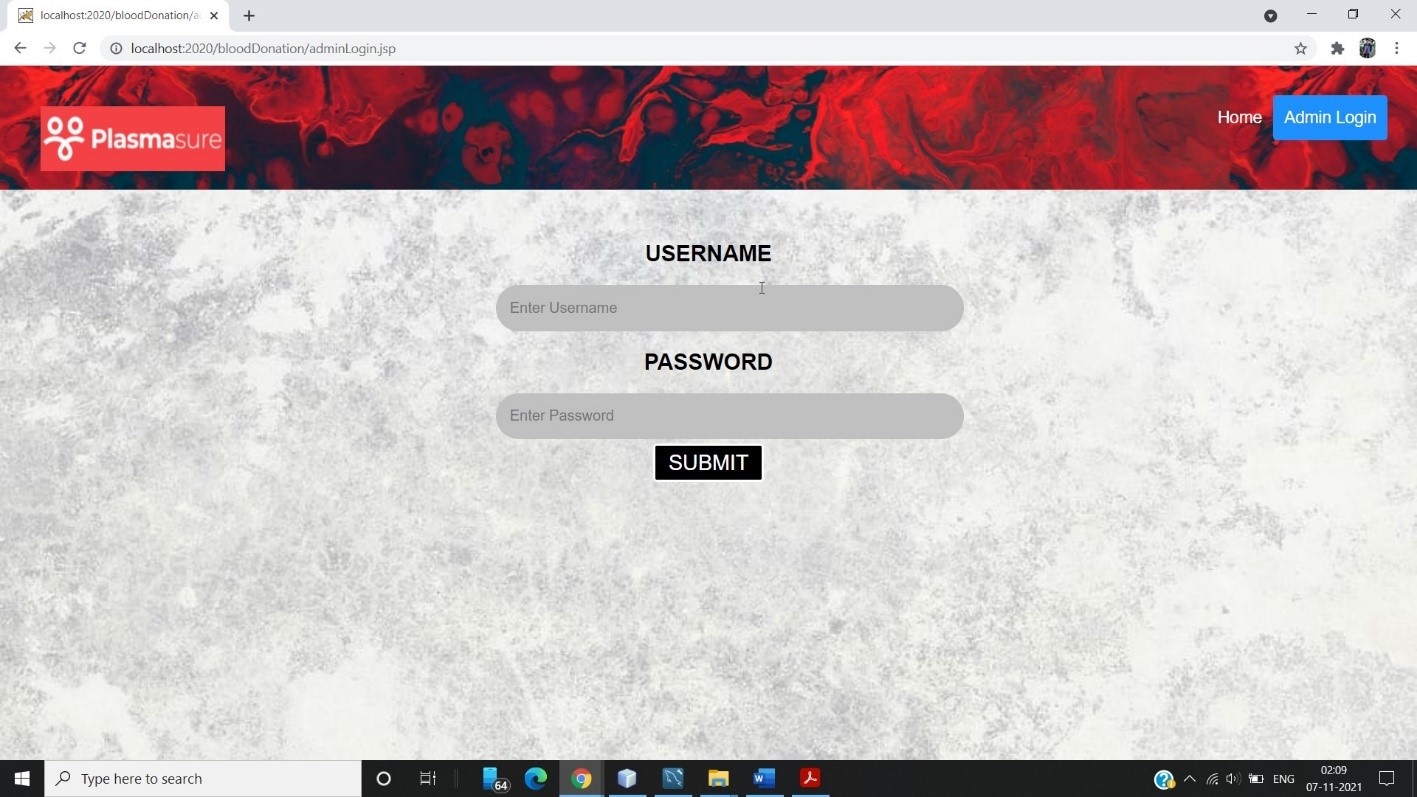 localhost:2020/bloodDonation/a
localhost:2020/bloodDonation/adminLogin.jsp
Plasmasure
Home
Admin Login
USERNAME
Enter Username
PASSWORD
Enter Password
SUBMIT
Type here to search
64
ENG
02:09
07-11-2021